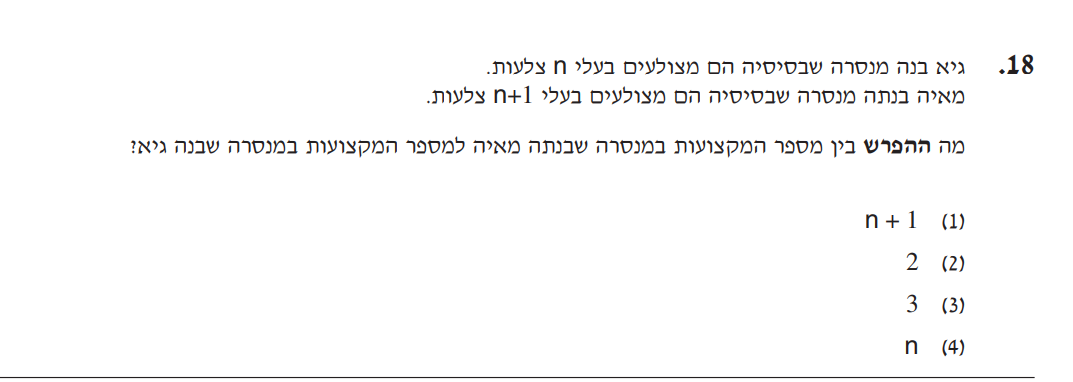 18. גיא בנה מנסרה שבסיסיה הם מצולעים בעלי n צלעות.
מאיה בנתה מנסרה שבסיסיה הם מצולעים בעלי n+1 צלעות.
מה ההפרש בין מספר המקצועות במנסרה שבנתה מאיה למספר המקצועות במנסרה שבנה גיא?
(1) n + 1
(2) 2
(3) 3
(4) n